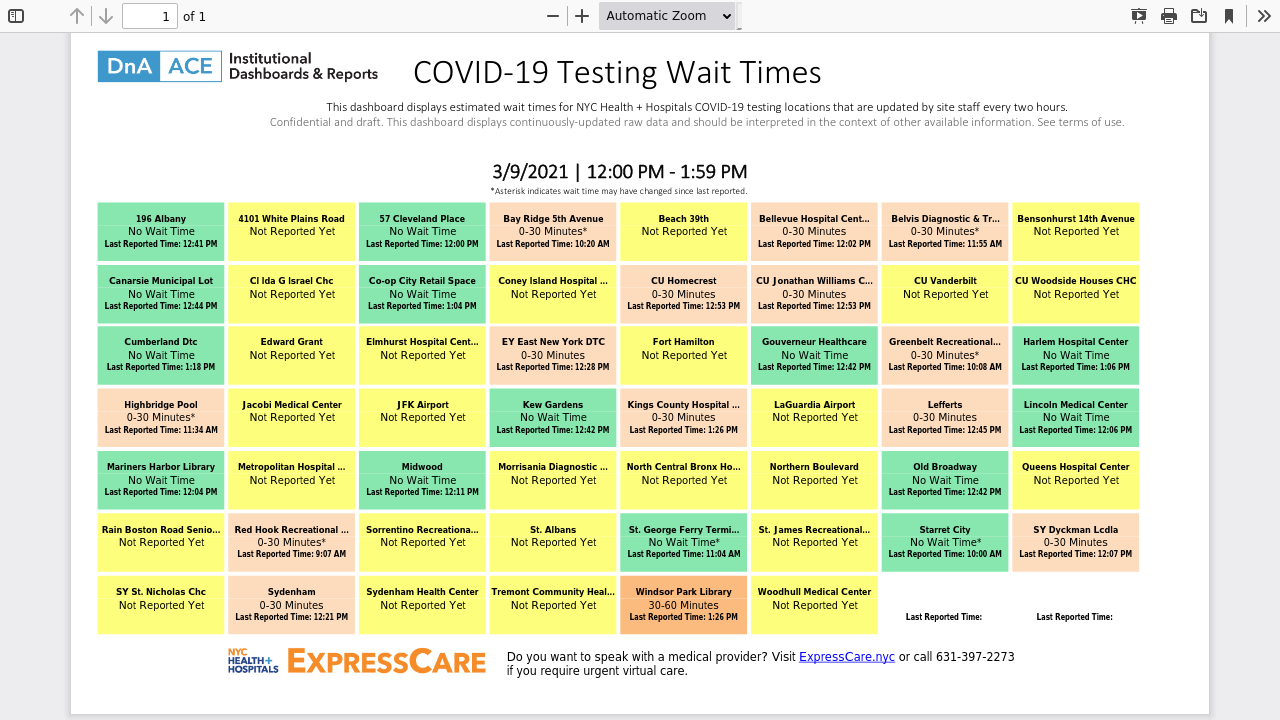 1 of 1
Automatic Zoom
DnA ACE Institutional
Dashboards & Reports
COVID-19 Testing Wait Times
This dashboard displays estimated wait times for NYC Health + Hospitals COVID-19 testing locations that are updated by site staff every two hours.
Confidential and draft. This dashboard displays continuously-updated raw data and should be interpreted in the context of other available information. See terms of use.
3/9/2021 | 12:00 PM - 1:59 PM
*Asterisk indicates wait time may have changed since last reported.
196 Albany
No Wait Time
Last Reported Time: 12:41 PM
4101 White Plains Road
Not Reported Yet
57 Cleveland Place
No Wait Time
Last Reported Time: 12:00 PM
Bay Ridge 5th Avenue
0-30 Minutes*
Last Reported Time: 10:20 AM
Beach 39th
Not Reported Yet
Bellevue Hospital Cent...
0-30 Minutes
Last Reported Time: 12:02 PM
Belvis Diagnostic & Tr...
0-30 Minutes*
Last Reported Time: 11:55 AM
Bensonhurst 14th Avenue
Not Reported Yet
Canarsie Municipal Lot
No Wait Time
Last Reported Time: 12:44 PM
CI Ida G Israel Chc
Not Reported Yet
Co-op City Retail Space
No Wait Time
Last Reported Time: 1:04 PM
Coney Island Hospital ...
Not Reported Yet
CU Homecrest
0-30 Minutes
Last Reported Time: 12:53 PM
CU Jonathan Williams C...
0-30 Minutes
Last Reported Time: 12:53 PM
CU Vanderbilt
Not Reported Yet
CU Woodside Houses CHC
Not Reported Yet
Cumberland Dtc
No Wait Time
Last Reported Time: 1:18 PM
Edward Grant
Not Reported Yet
Elmhurst Hospital Cent...
Not Reported Yet
EY East New York DTC
0-30 Minutes
Last Reported Time: 12:28 PM
Fort Hamilton
Not Reported Yet
Gouverneur Healthcare
No Wait Time
Last Reported Time: 12:42 PM
Greenbelt Recreational...
0-30 Minutes*
Last Reported Time: 10:08 AM
Harlem Hospital Center
No Wait Time
Last Reported Time: 1:06 PM
Highbridge Pool
0-30 Minutes*
Last Reported Time: 11:34 AM
Jacobi Medical Center
Not Reported Yet
JFK Airport
Not Reported Yet
Kew Gardens
No Wait Time
Last Reported Time: 12:42 PM
Kings County Hospital ...
0-30 Minutes
Last Reported Time: 1:26 PM
LaGuardia Airport
Not Reported Yet
Lefferts
0-30 Minutes
Last Reported Time: 12:45 PM
Lincoln Medical Center
No Wait Time
Last Reported Time: 12:06 PM
Mariners Harbor Library
No Wait Time
Last Reported Time: 12:04 PM
Metropolitan Hospital ...
Not Reported Yet
Midwood
No Wait Time
Last Reported Time: 12:11 PM
Morrisania Diagnostic ...
Not Reported Yet
North Central Bronx Ho...
Not Reported Yet
Northern Boulevard
Not Reported Yet
Old Broadway
No Wait Time
Last Reported Time: 12:42 PM
Queens Hospital Center
Not Reported Yet
Rain Boston Road Senio...
Not Reported Yet
Red Hook Recreational ...
0-30 Minutes*
Last Reported Time: 9:07 AM
Sorrentino Recreationa...
Not Reported Yet
St. Albans
Not Reported Yet
St. George Ferry Termi...
No Wait Time*
Last Reported Time: 11:04 AM
St. James Recreational...
Not Reported Yet
Starret City
No Wait Time*
Last Reported Time: 10:00 AM
SY Dyckman Lcdla
0-30 Minutes
Last Reported Time: 12:07 PM
SY St. Nicholas Chc
Not Reported Yet
Sydenham
0-30 Minutes
Last Reported Time: 12:21 PM
Sydenham Health Center
Not Reported Yet
Tremont Community Heal...
Not Reported Yet
Windsor Park Library
30-60 Minutes
Last Reported Time: 1:26 PM
Woodhull Medical Center
Not Reported Yet
Last Reported Time:
Last Reported Time:
NYC
HEALTH+
HOSPITALS
EXPRESSCARE
Do you want to speak with a medical provider? Visit ExpressCare.nyc or call 631-397-2273
if you require urgent virtual care.